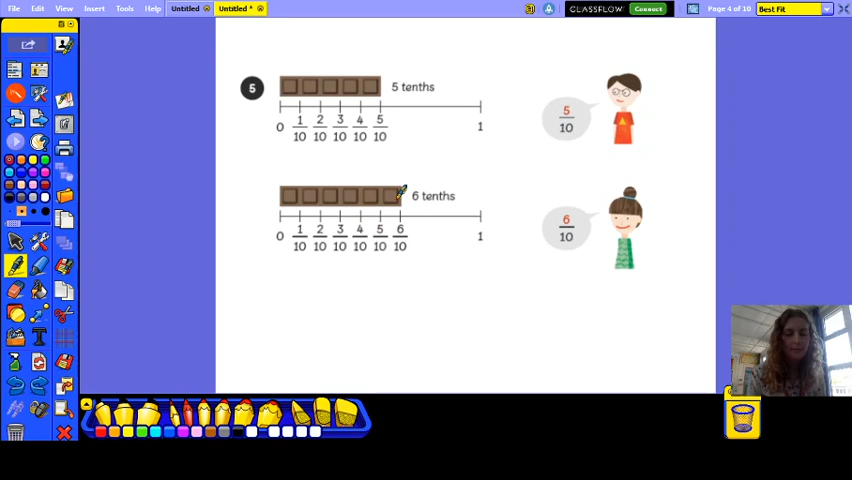 File Edit View Insert Tools Help Untitled Untitled * CLASSFLOW Connect Page 4 of 10 Best Fit
5
5 tenths
0 1/10 2/10 3/10 4/10 5/10 1
5/10
6 tenths
0 1/10 2/10 3/10 4/10 5/10 6/10 1
6/10